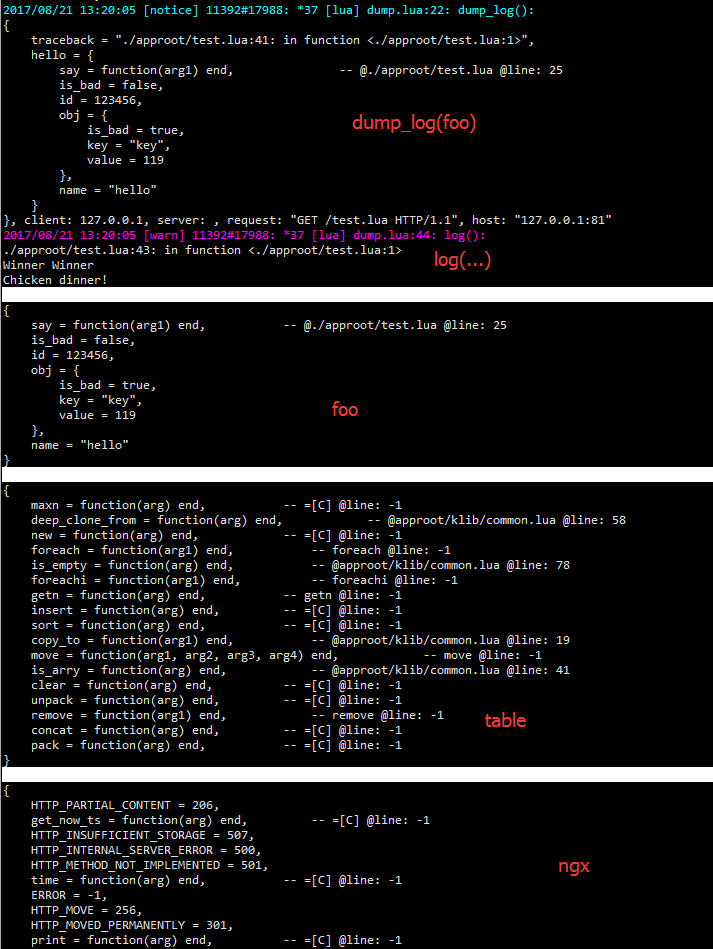 2017/08/21 13:20:05 [notice] 11392#17988: *37 [lua] dump.lua:22: dump_log():
{
    traceback = "./approot/test.lua:41: in function <./approot/test.lua:1>",
    hello = {
        say = function(arg1) end,               -- @./approot/test.lua @line: 25
        is_bad = false,
        id = 123456,
        obj = {
            is_bad = true,
dump_log(foo)
            key = "key",
            value = 119
        },
        name = "hello"
    }
}, client: 127.0.0.1, server: , request: "GET /test.lua HTTP/1.1", host: "127.0.0.1:81"
2017/08/21 13:20:05 [warn] 11392#17988: *37 [lua] dump.lua:44: log():
./approot/test.lua:43: in function <./approot/test.lua:1>
log(...)
Winner Winner
Chicken dinner!
{
    say = function(arg1) end,           -- @./approot/test.lua @line: 25
    is_bad = false,
    id = 123456,
    obj = {
        is_bad = true,
        key = "key",
foo
        value = 119
    },
    name = "hello"
}
{
    maxn = function(arg) end,           -- =[C] @line: -1
    deep_clone_from = function(arg) end,            -- @approot/klib/common.lua @line: 58
    new = function(arg) end,            -- =[C] @line: -1
    foreach = function(arg1) end,           -- foreach @line: -1
    is_empty = function(arg) end,           -- @approot/klib/common.lua @line: 78
    foreachi = function(arg1) end,          -- foreachi @line: -1
    getn = function(arg) end,           -- getn @line: -1
    insert = function(arg) end,         -- =[C] @line: -1
    sort = function(arg) end,           -- =[C] @line: -1
    copy_to = function(arg1) end,           -- @approot/klib/common.lua @line: 19
    move = function(arg1, arg2, arg3, arg4) end,            -- move @line: -1
    is_arry = function(arg) end,            -- @approot/klib/common.lua @line: 41
    clear = function(arg) end,          -- =[C] @line: -1
    unpack = function(arg) end,         -- =[C] @line: -1
    remove = function(arg1) end,            -- remove @line: -1
table
    concat = function(arg) end,         -- =[C] @line: -1
    pack = function(arg) end,           -- =[C] @line: -1
}
{
    HTTP_PARTIAL_CONTENT = 206,
    get_now_ts = function(arg) end,         -- =[C] @line: -1
    HTTP_INSUFFICIENT_STORAGE = 507,
    HTTP_INTERNAL_SERVER_ERROR = 500,
    HTTP_METHOD_NOT_IMPLEMENTED = 501,
ngx
    time = function(arg) end,           -- =[C] @line: -1
    ERROR = -1,
    HTTP_MOVE = 256,
    HTTP_MOVED_PERMANENTLY = 301,
    print = function(arg) end,          -- =[C] @line: -1